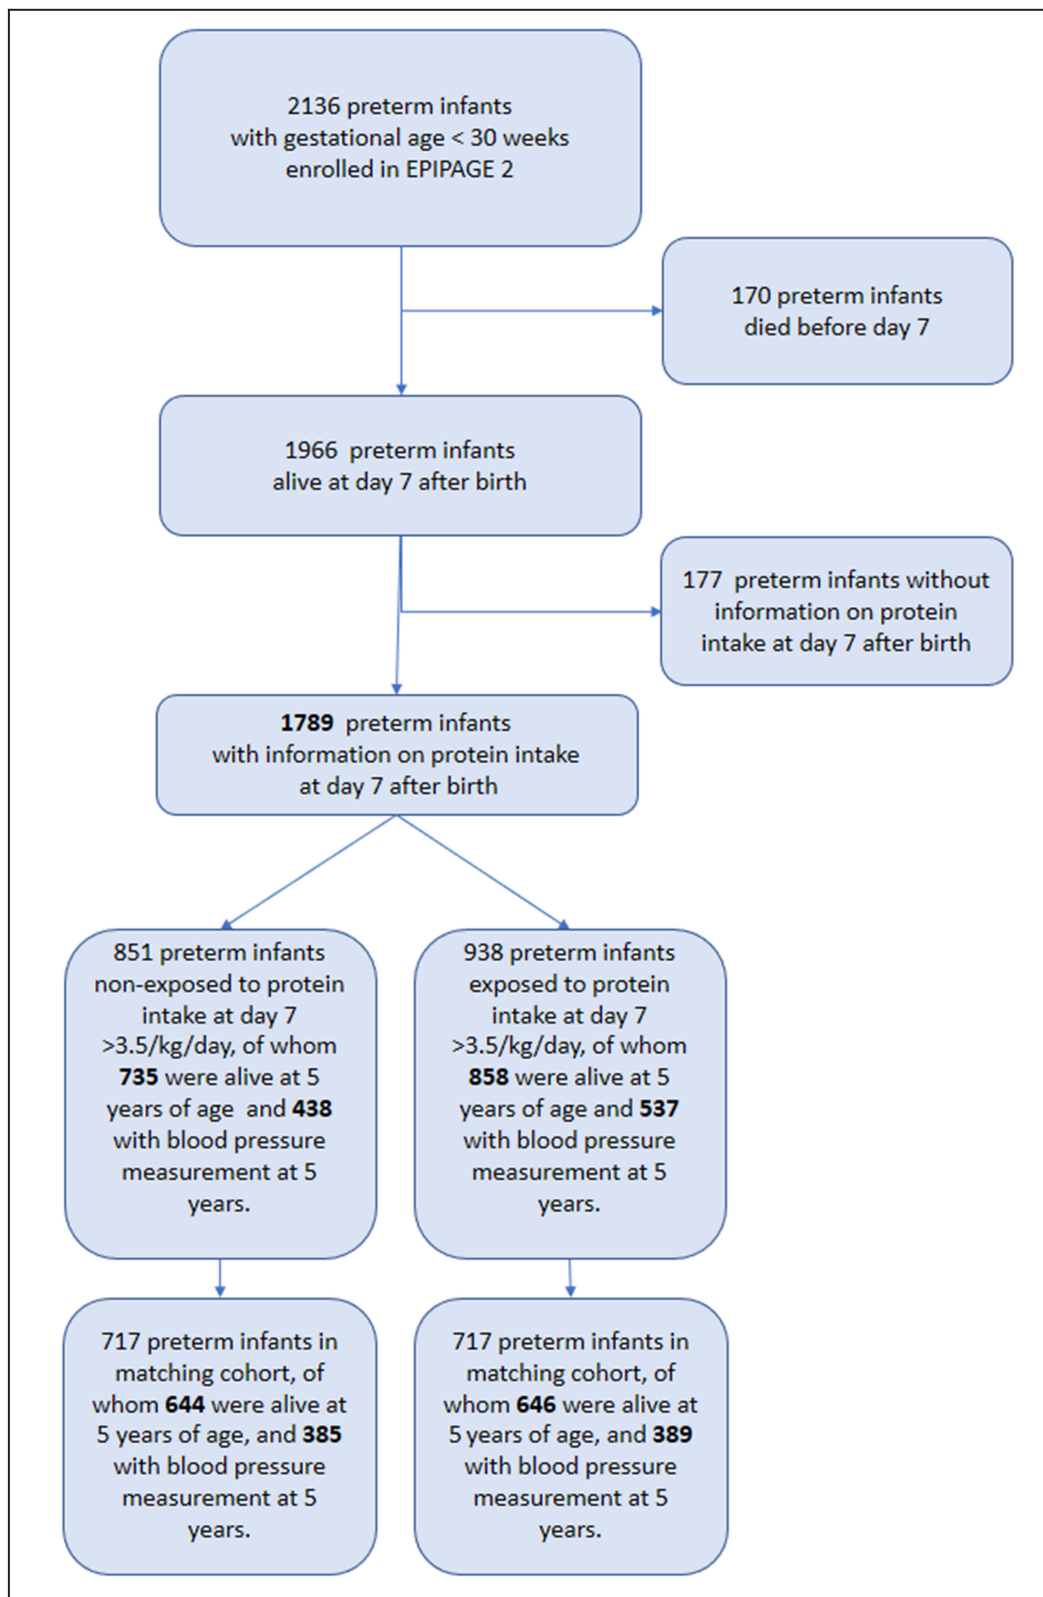 2136 preterm infants
with gestational age < 30 weeks
enrolled in EPIPAGE 2
170 preterm infants
died before day 7
1966 preterm infants
alive at day 7 after birth
177 preterm infants without
information on protein
intake at day 7 after birth
1789 preterm infants
with information on protein intake
at day 7 after birth
851 preterm infants
non-exposed to protein
intake at day 7
>3.5/kg/day, of whom
735 were alive at 5
years of age and 438
with blood pressure
measurement at 5
years.
938 preterm infants
exposed to protein
intake at day 7
>3.5/kg/day, of whom
858 were alive at 5
years of age and 537
with blood pressure
measurement at 5
years.
717 preterm infants in
matching cohort, of
whom 644 were alive at
5 years of age, and 385
with blood pressure
measurement at 5
years.
717 preterm infants in
matching cohort, of
whom 646 were alive at
5 years of age, and 389
with blood pressure
measurement at 5
years.